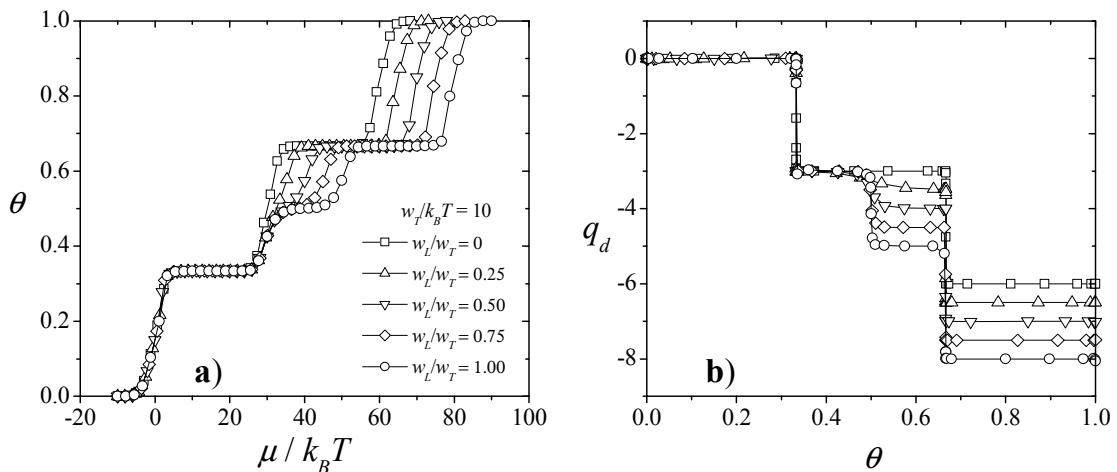 1.0
0.8
0.6
0.4
0.2
0.0
θ
-20
0
20
40
60
80
100
μ / k_BT
a)
w_T/k_BT = 10
w_L/w_T = 0
w_L/w_T = 0.25
w_L/w_T = 0.50
w_L/w_T = 0.75
w_L/w_T = 1.00
0
-2
-4
-6
-8
q_d
0.0
0.2
0.4
0.6
0.8
1.0
θ
b)